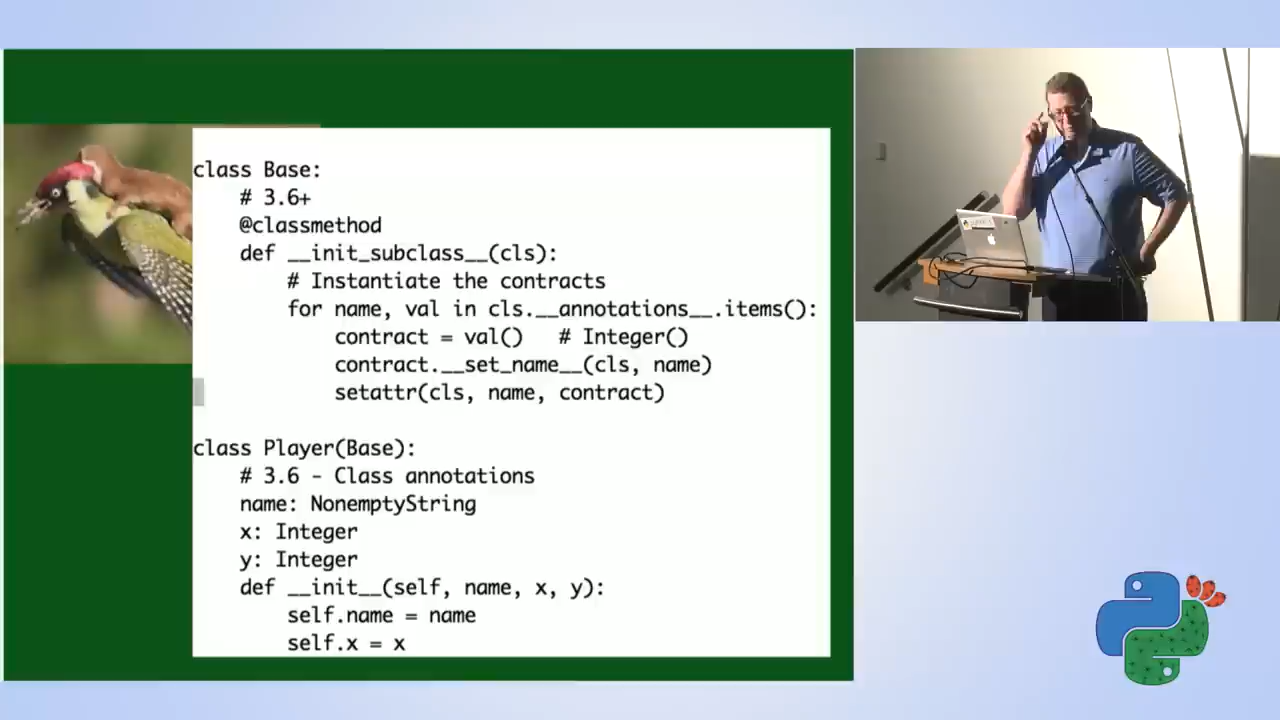 class Base:
    # 3.6+
    @classmethod
    def __init_subclass__(cls):
        # Instantiate the contracts
        for name, val in cls.__annotations__.items():
            contract = val()   # Integer()
            contract.__set_name__(cls, name)
            setattr(cls, name, contract)

class Player(Base):
    # 3.6 - Class annotations
    name: NonemptyString
    x: Integer
    y: Integer
    def __init__(self, name, x, y):
        self.name = name
        self.x = x